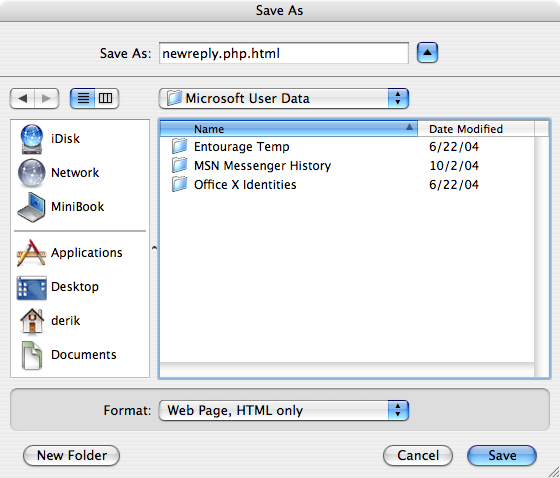 Save As
Save As: newreply.php.html
Microsoft User Data
Name Date Modified
iDisk
Network
MiniBook
Applications
Desktop
derik
Documents
Entourage Temp 6/22/04
MSN Messenger History 10/2/04
Office X Identities 6/22/04
Format: Web Page, HTML only
New Folder Cancel Save